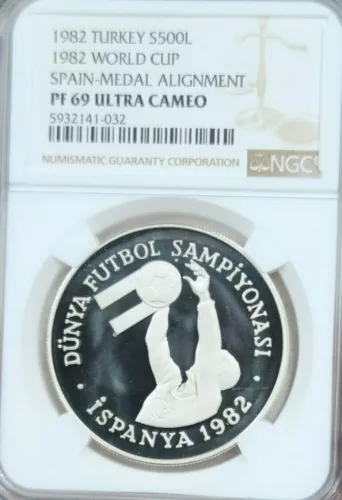 1982 TURKEY S500L
1982 WORLD CUP
SPAIN-MEDAL ALIGNMENT
PF 69 ULTRA CAMEO
5932141-032
NUMISMATIC GUARANTY CORPORATION
NGC
• DÜNYA FUTBOL ŞAMPİYONASI •
İSPANYA 1982